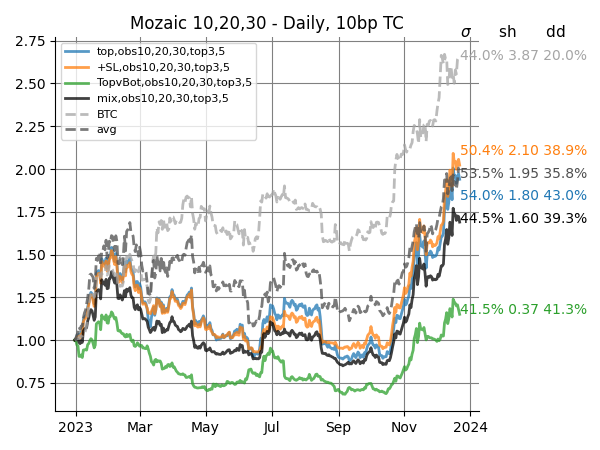 Mozaic 10,20,30 - Daily, 10bp TC
σ sh dd
top,obs10,20,30,top3,5
+SL,obs10,20,30,top3,5
TopvBot,obs10,20,30,top3,5
mix,obs10,20,30,top3,5
BTC
avg
44.0% 3.87 20.0%
50.4% 2.10 38.9%
53.5% 1.95 35.8%
54.0% 1.80 43.0%
44.5% 1.60 39.3%
41.5% 0.37 41.3%
2.75
2.50
2.25
2.00
1.75
1.50
1.25
1.00
0.75
2023 Mar May Jul Sep Nov 2024